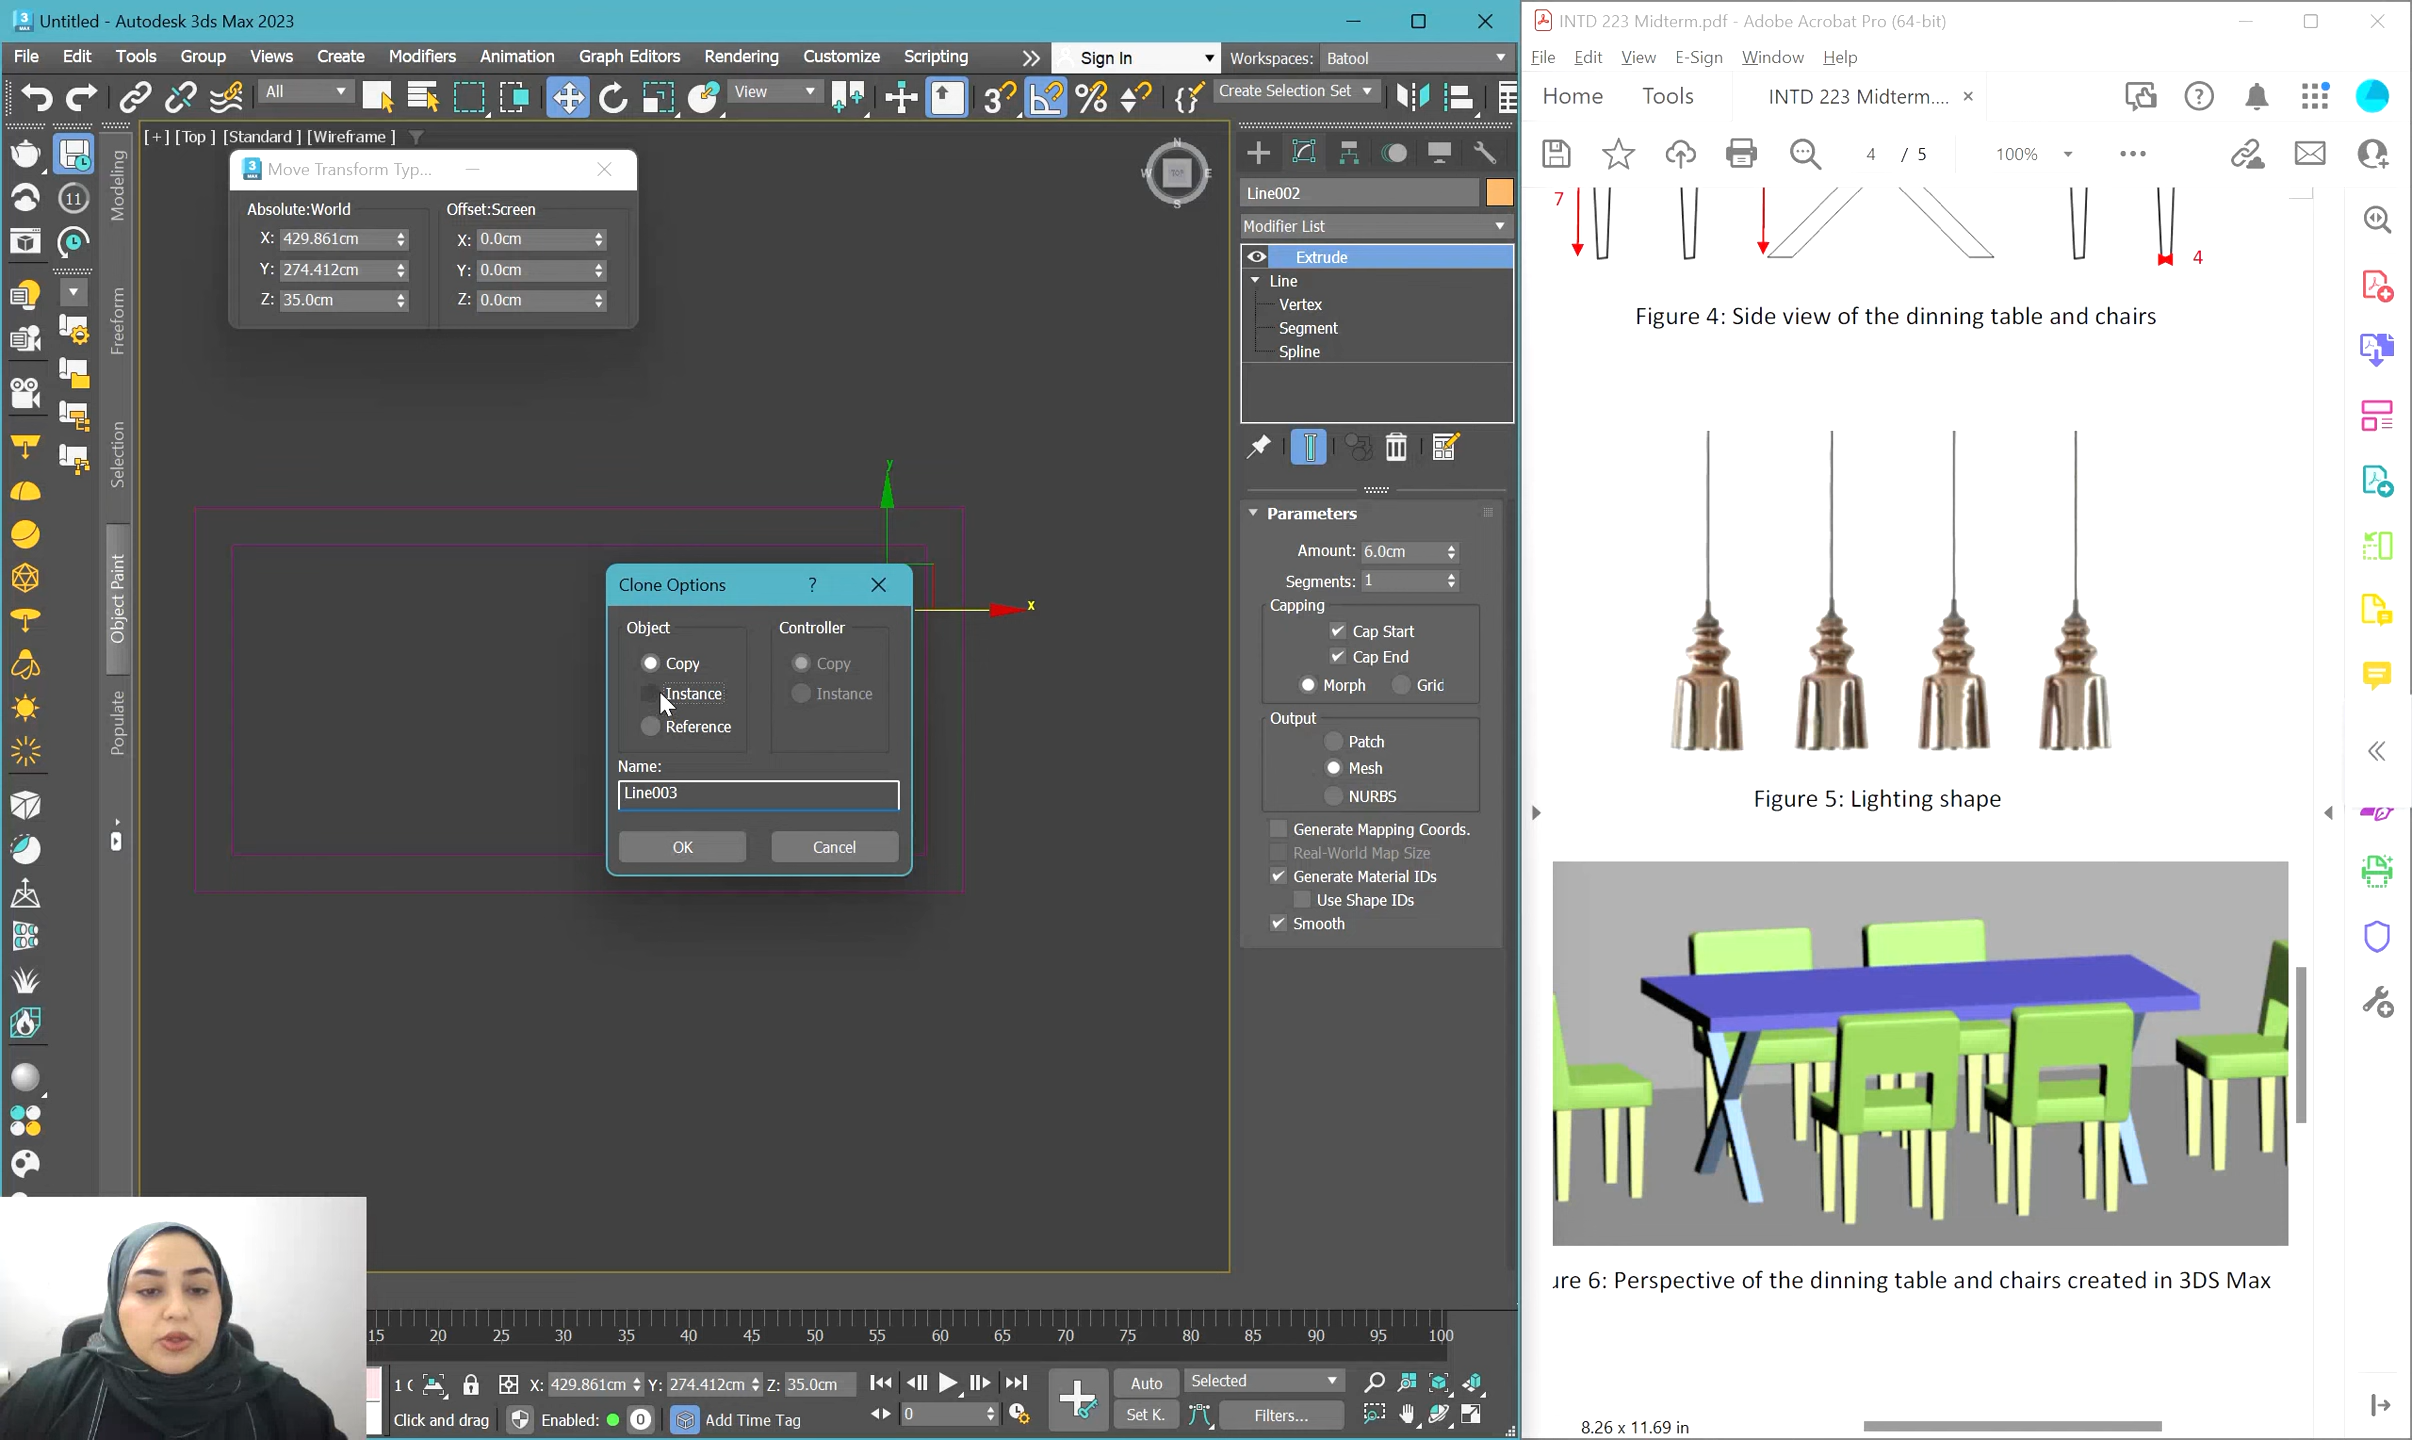 Untitled - Autodesk 3ds Max 2023
File Edit Tools Group Views Create Modifiers Animation Graph Editors Rendering Customize Scripting
Sign In
Workspaces: Batool
All
View
Create Selection Set
[+] [Top ] [Standard ] [Wireframe ]
Move Transform Typ...
Absolute:World
X: 429.861cm
Y: 274.412cm
Z: 35.0cm
Offset:Screen
X: 0.0cm
Y: 0.0cm
Z: 0.0cm
11
Modeling
Freeform
Selection
Object Paint
Populate
N
W TOP E
S
y
x
Clone Options ?
Object
Copy
Instance
Reference
Controller
Copy
Instance
Name:
Line003
OK Cancel
Line002
Modifier List
Extrude
Line
Vertex
Segment
Spline
Parameters
Amount: 6.0cm
Segments: 1
Capping
Cap Start
Cap End
Morph Grid
Output
Patch
Mesh
NURBS
Generate Mapping Coords.
Real-World Map Size
Generate Material IDs
Use Shape IDs
Smooth
15 20 25 30 35 40 45 50 55 60 65 70 75 80 85 90 95 100
X: 429.861cm Y: 274.412cm Z: 35.0cm
Click and drag
Enabled: 0
Add Time Tag
0
Auto Selected
Set K. Filters...
INTD 223 Midterm.pdf - Adobe Acrobat Pro (64-bit)
File Edit View E-Sign Window Help
Home Tools INTD 223 Midterm.... ×
4 / 5 100%
7
4
Figure 4: Side view of the dinning table and chairs
Figure 5: Lighting shape
ure 6: Perspective of the dinning table and chairs created in 3DS Max
8.26 x 11.69 in